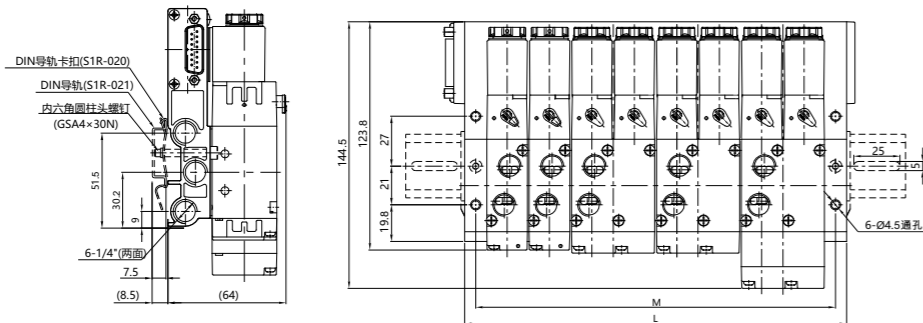 DIN导轨卡扣(S1R-020)
DIN导轨(S1R-021)
内六角圆柱头螺钉
(GSA4×30N)
51.5
30.2
9
6-1/4"(两面)
7.5
(8.5)
(64)
144.5
123.8
27
21
19.8
25
5
6-Ø4.5通孔
M
L